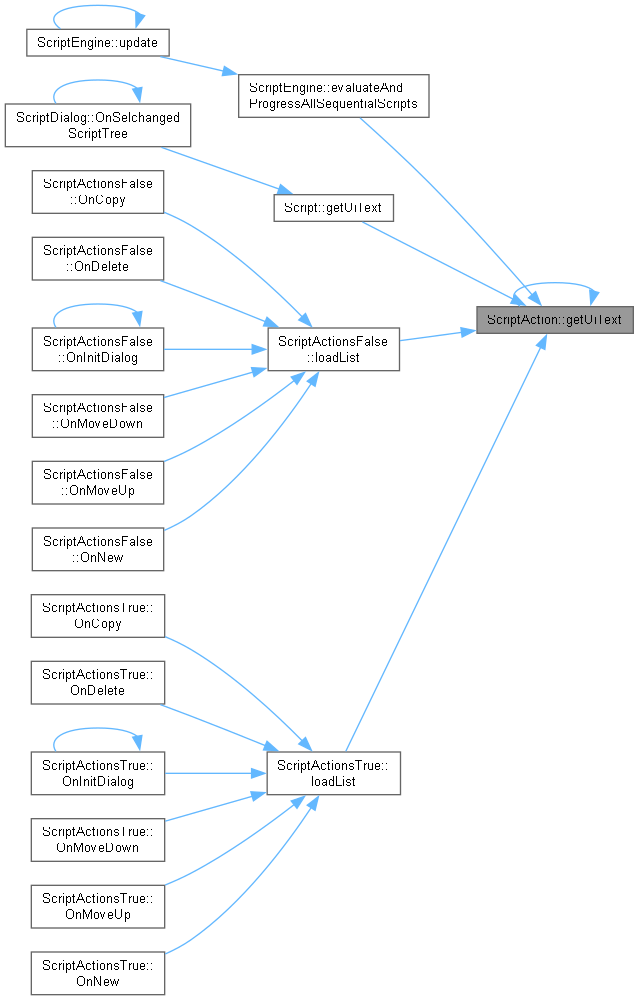 ScriptEngine::update
ScriptEngine::evaluateAnd
ProgressAllSequentialScripts
ScriptDialog::OnSelchanged
ScriptTree
Script::getUiText
ScriptActionsFalse
::OnCopy
ScriptActionsFalse
::OnDelete
ScriptAction::getUiText
ScriptActionsFalse
::OnInitDialog
ScriptActionsFalse
::loadList
ScriptActionsFalse
::OnMoveDown
ScriptActionsFalse
::OnMoveUp
ScriptActionsFalse
::OnNew
ScriptActionsTrue::
OnCopy
ScriptActionsTrue::
OnDelete
ScriptActionsTrue::
OnInitDialog
ScriptActionsTrue::
loadList
ScriptActionsTrue::
OnMoveDown
ScriptActionsTrue::
OnMoveUp
ScriptActionsTrue::
OnNew